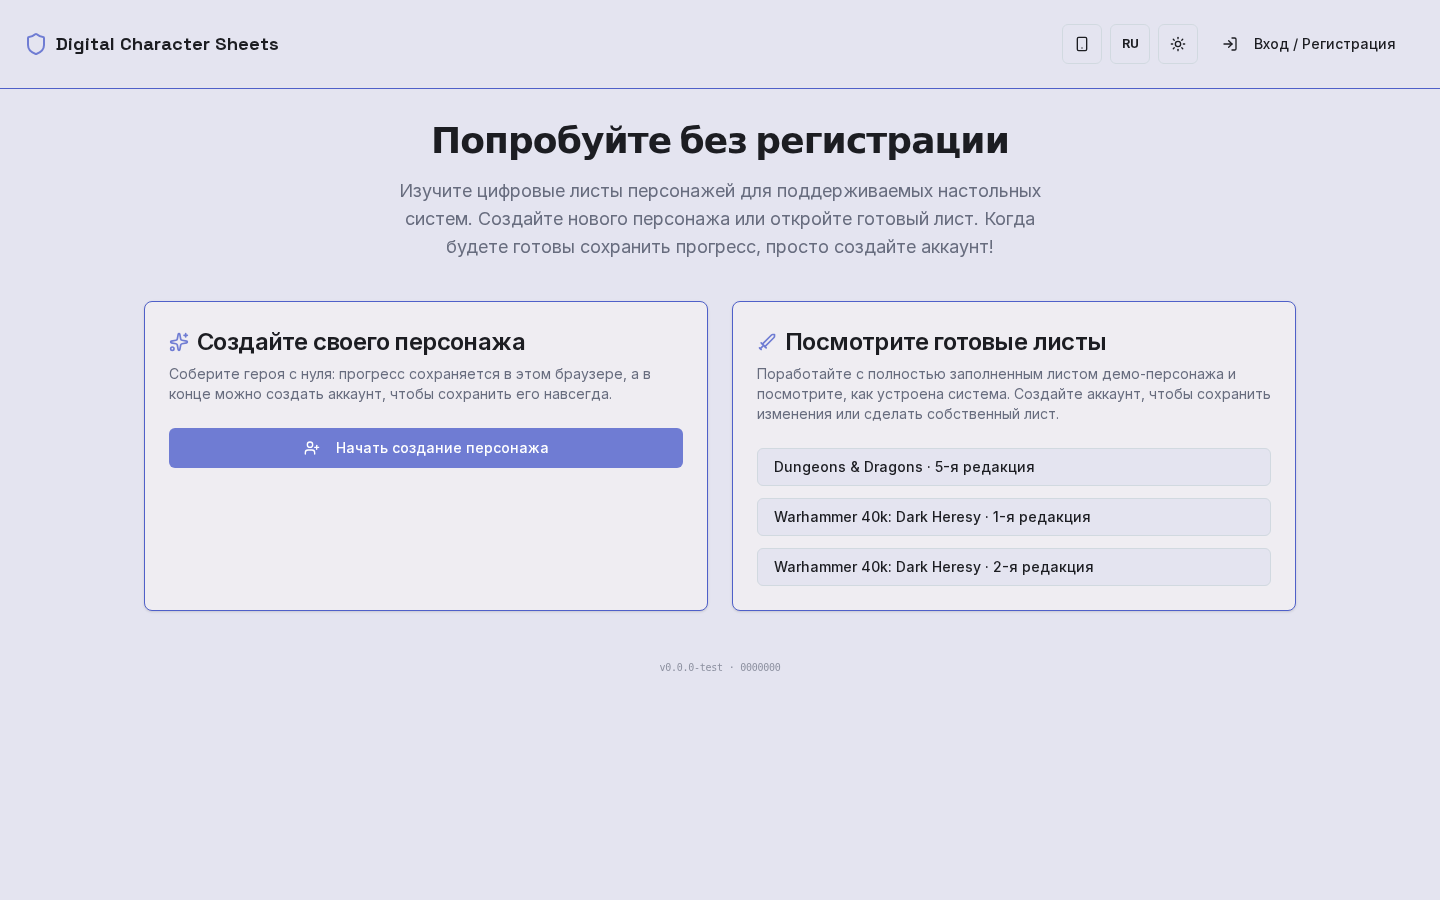 Digital Character Sheets
RU
Вход / Регистрация
Попробуйте без регистрации
Изучите цифровые листы персонажей для поддерживаемых настольных
систем. Создайте нового персонажа или откройте готовый лист. Когда
будете готовы сохранить прогресс, просто создайте аккаунт!
Создайте своего персонажа
Соберите героя с нуля: прогресс сохраняется в этом браузере, а в
конце можно создать аккаунт, чтобы сохранить его навсегда.
Начать создание персонажа
Посмотрите готовые листы
Поработайте с полностью заполненным листом демо-персонажа и
посмотрите, как устроена система. Создайте аккаунт, чтобы сохранить
изменения или сделать собственный лист.
Dungeons & Dragons · 5-я редакция
Warhammer 40k: Dark Heresy · 1-я редакция
Warhammer 40k: Dark Heresy · 2-я редакция
v0.0.0-test · 0000000